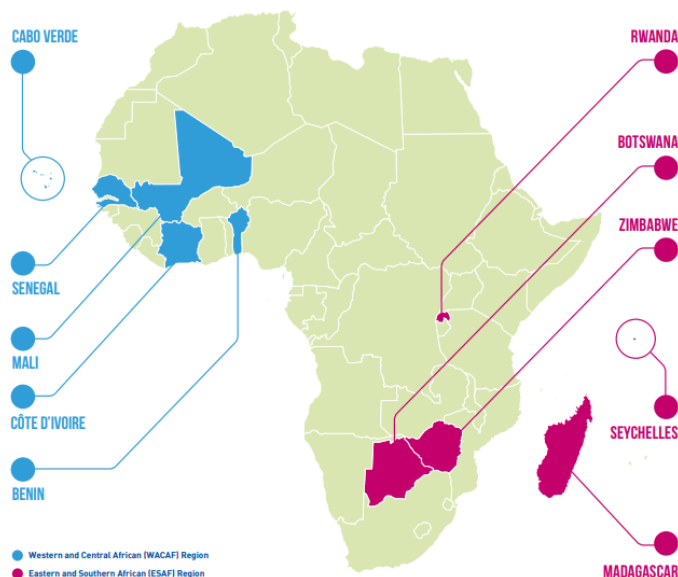 CABO VERDE
SENEGAL
MALI
CÔTE D'IVOIRE
BENIN
RWANDA
BOTSWANA
ZIMBABWE
SEYCHELLES
MADAGASCAR
Western and Central African (WACAF) Region
Eastern and Southern African (ESAF) Region